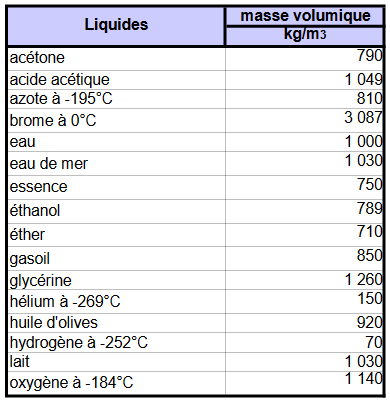 Liquides masse volumique
kg/m3
acétone 790
acide acétique 1 049
azote à -195°C 810
brome à 0°C 3 087
eau 1 000
eau de mer 1 030
essence 750
éthanol 789
éther 710
gasoil 850
glycérine 1 260
hélium à -269°C 150
huile d'olives 920
hydrogène à -252°C 70
lait 1 030
oxygène à -184°C 1 140